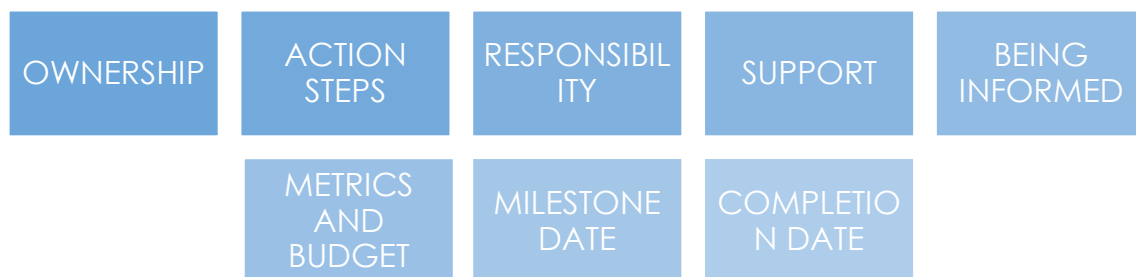 OWNERSHIP
ACTION
STEPS
RESPONSIBIL
ITY
SUPPORT
BEING
INFORMED
METRICS
AND
BUDGET
MILESTONE
DATE
COMPLETIO
N DATE